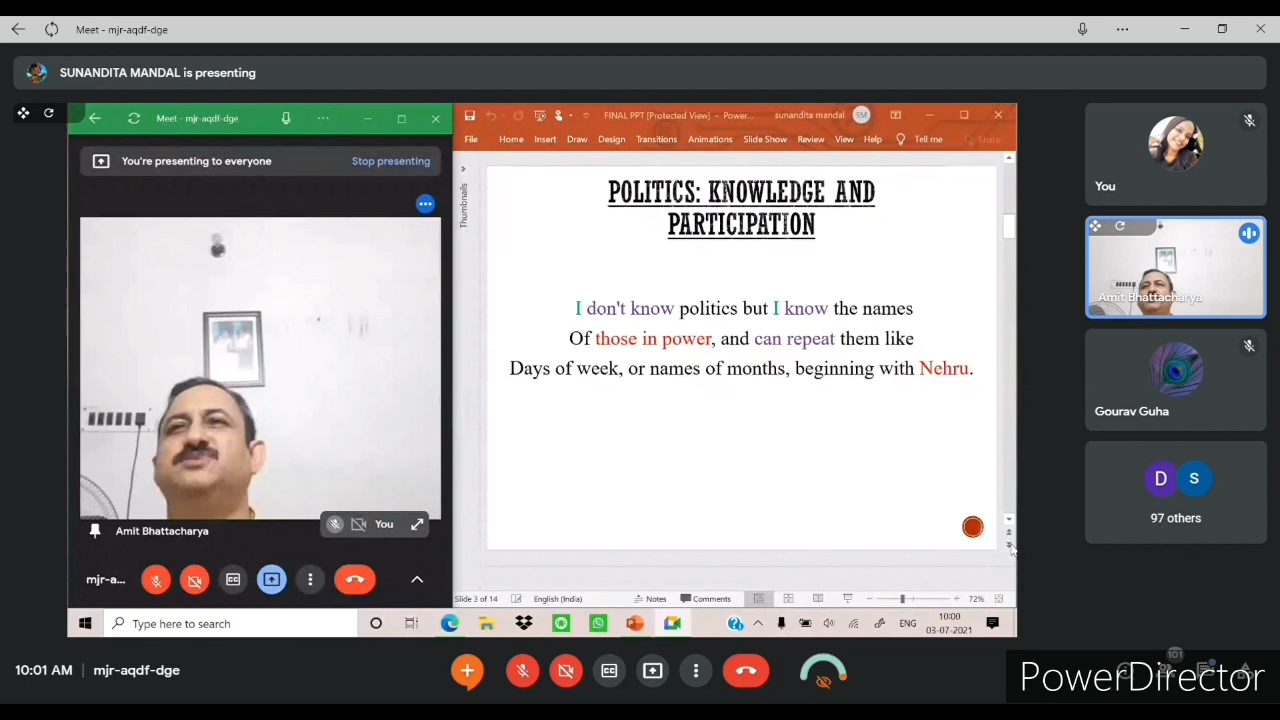 Meet - mjr-aqdf-dge
SUNANDITA MANDAL is presenting
Meet - mjr-aqdf-dge
You're presenting to everyone
Stop presenting
Amit Bhattacharya
You
mjr-a...
FINAL PPT [Protected View] - Power...
sunandita mandal
SM
File Home Insert Draw Design Transitions Animations Slide Show Review View Help Tell me Share
Thumbnails
POLITICS: KNOWLEDGE AND
PARTICIPATION
I don't know politics but I know the names
Of those in power, and can repeat them like
Days of week, or names of months, beginning with Nehru.
Slide 3 of 14 English (India) Notes Comments 72%
Type here to search
ENG
10:00
03-07-2021
You
Amit Bhattacharya
Gourav Guha
D S
97 others
10:01 AM | mjr-aqdf-dge
101
PowerDirector